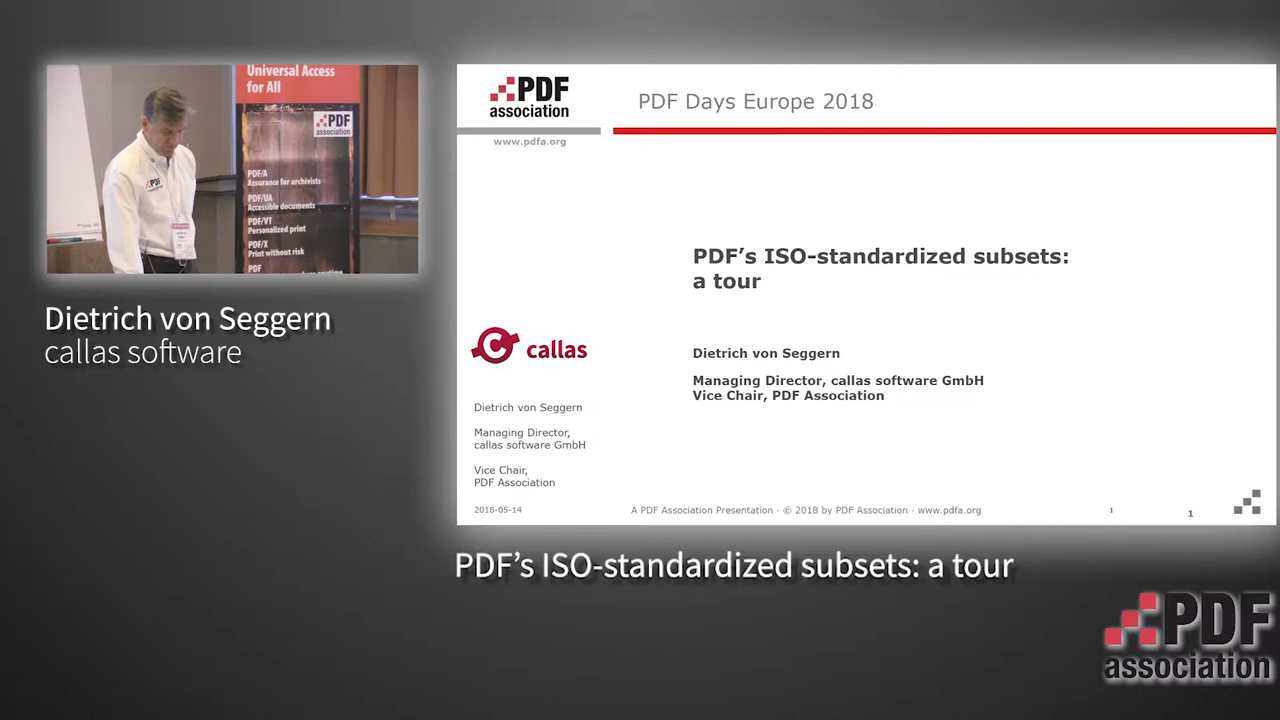 Universal Access
for All
PDF
association
PDF/A
Assurance for archivists
PDF/UA
Accessible documents
PDF/VT
Personalized print
PDF/X
Print without risk
PDF
PDF
Dietrich von Seggern
callas software
PDF
association
www.pdfa.org
PDF Days Europe 2018
PDF’s ISO-standardized subsets:
a tour
Dietrich von Seggern
Managing Director, callas software GmbH
Vice Chair, PDF Association
callas
Dietrich von Seggern
Managing Director,
callas software GmbH
Vice Chair,
PDF Association
2018-05-14
A PDF Association Presentation · © 2018 by PDF Association · www.pdfa.org
1
1
PDF’s ISO-standardized subsets: a tour
PDF
association